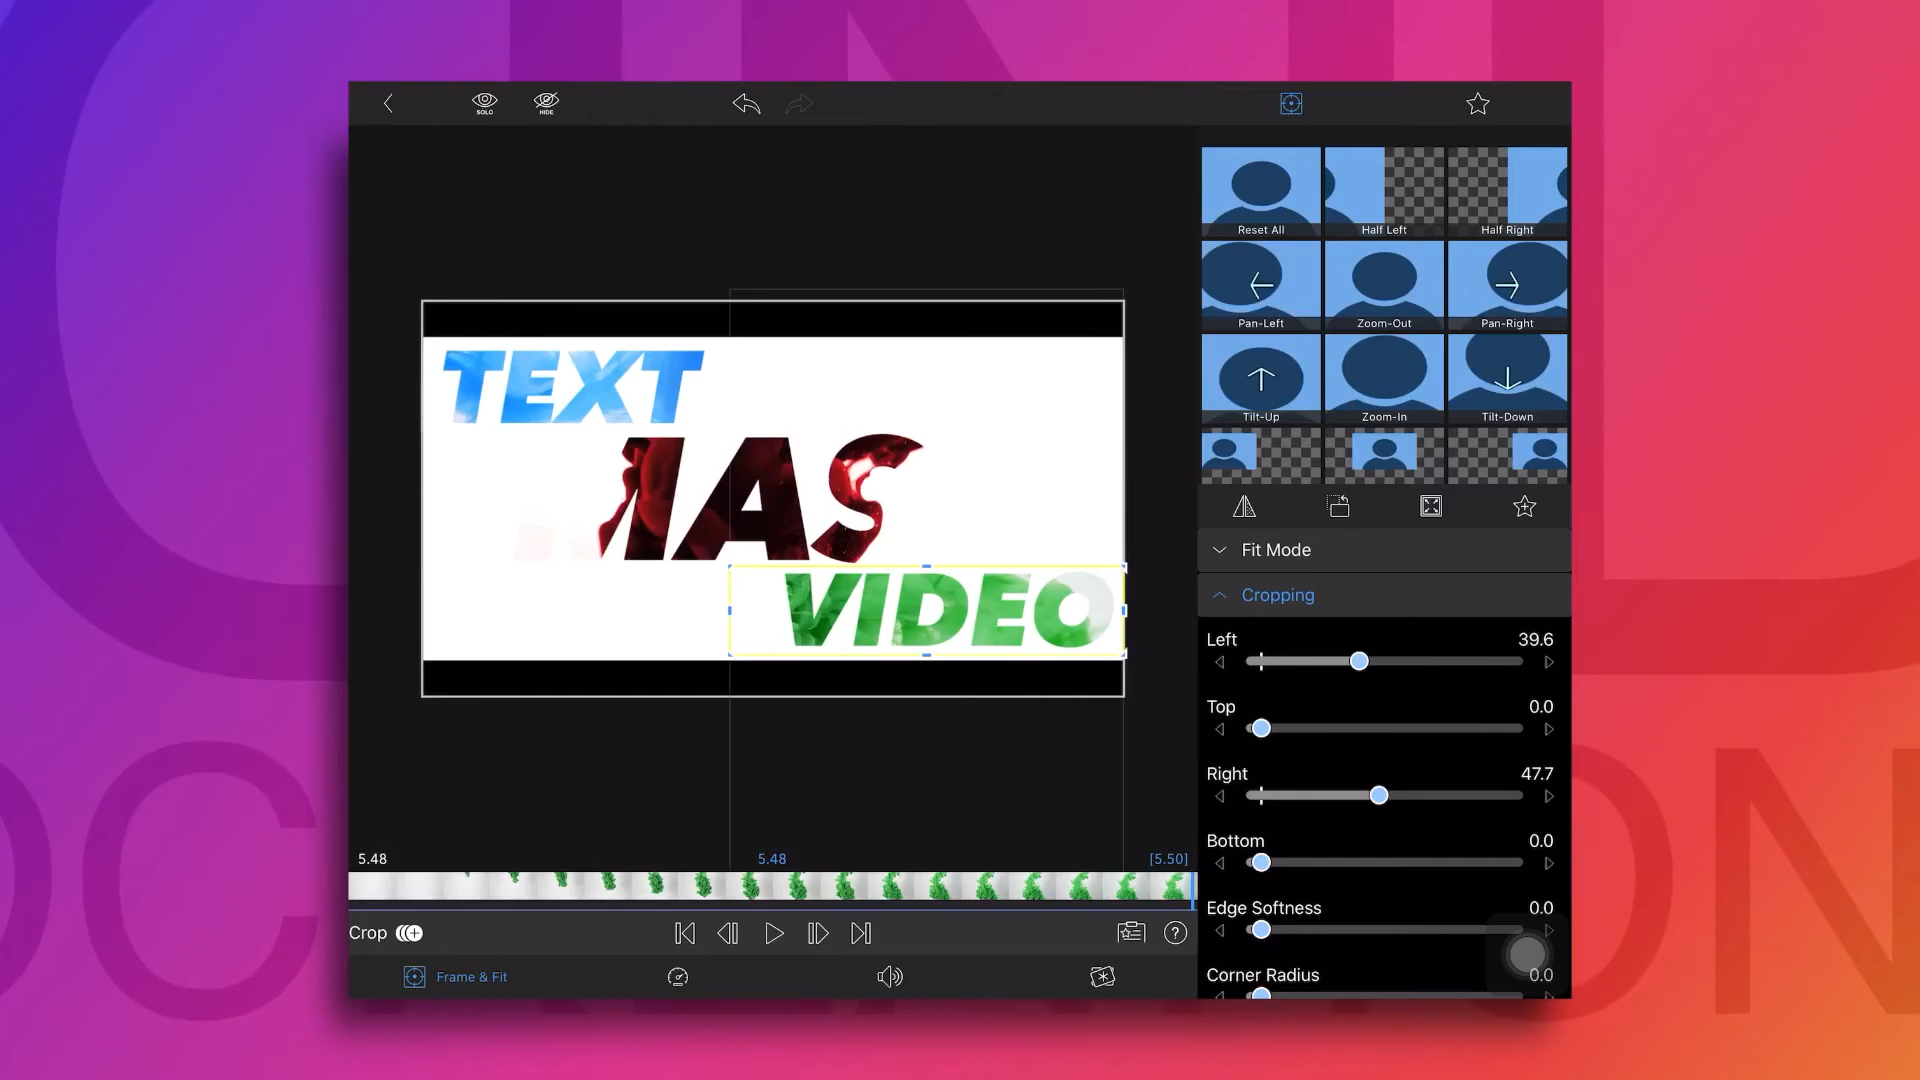 SOLO
HIDE
Reset All
Half Left
Half Right
Pan-Left
Zoom-Out
Pan-Right
Tilt-Up
Zoom-In
Tilt-Down
TEXT
MAS
VIDEO
Fit Mode
Cropping
Left 39.6
Top 0.0
Right 47.7
Bottom 0.0
Edge Softness 0.0
Corner Radius 0.0
5.48
5.48
[5.50]
Crop
Frame & Fit